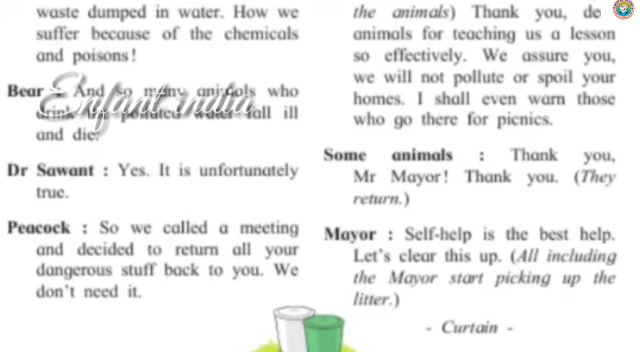 waste dumped in water. How we
suffer because of the chemicals
and poisons!
Bear : And so many animals who
drink the polluted water fall ill
and die.
Dr Sawant : Yes. It is unfortunately
true.
Peacock : So we called a meeting
and decided to return all your
dangerous stuff back to you. We
don't need it.
Enfant india
the animals) Thank you, de
animals for teaching us a lesson
so effectively. We assure you,
we will not pollute or spoil your
homes. I shall even warn those
who go there for picnics.
Some animals : Thank you,
Mr Mayor! Thank you. (They
return.)
Mayor : Self-help is the best help.
Let's clear this up. (All including
the Mayor start picking up the
litter.)
- Curtain -